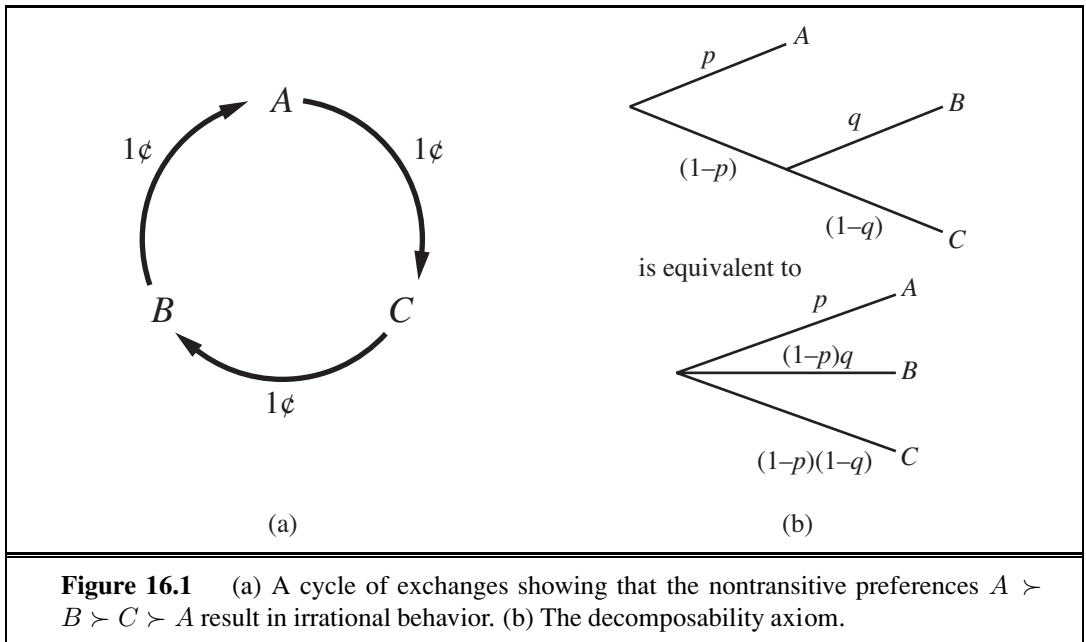 A
1¢
1¢
B
C
1¢
(a)
p
A
q
B
(1–p)
(1–q)
C
is equivalent to
p
A
(1–p)q
B
(1–p)(1–q)
C
(b)
Figure 16.1 (a) A cycle of exchanges showing that the nontransitive preferences A ≻
B ≻ C ≻ A result in irrational behavior. (b) The decomposability axiom.